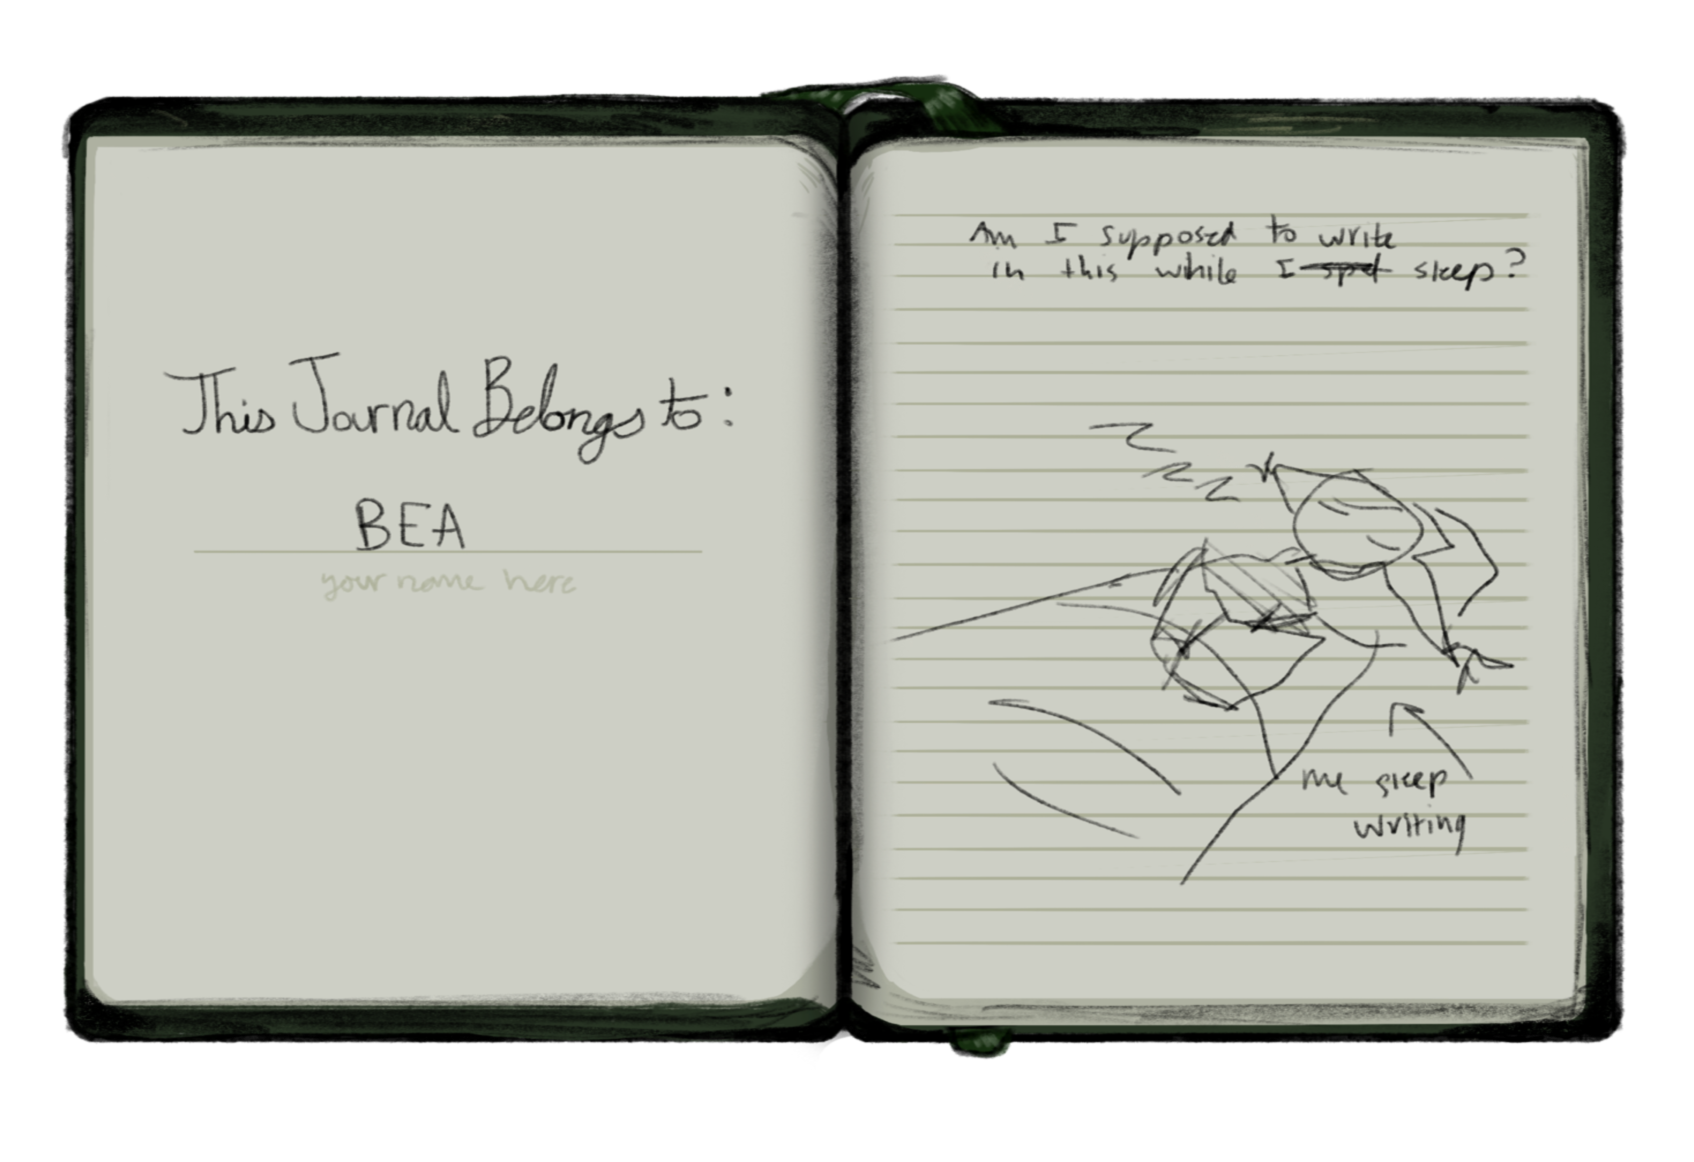 This Journal Belongs to:
BEA
your name here
Am I supposed to write
in this while I sleep?
zzz
me sleep
writing